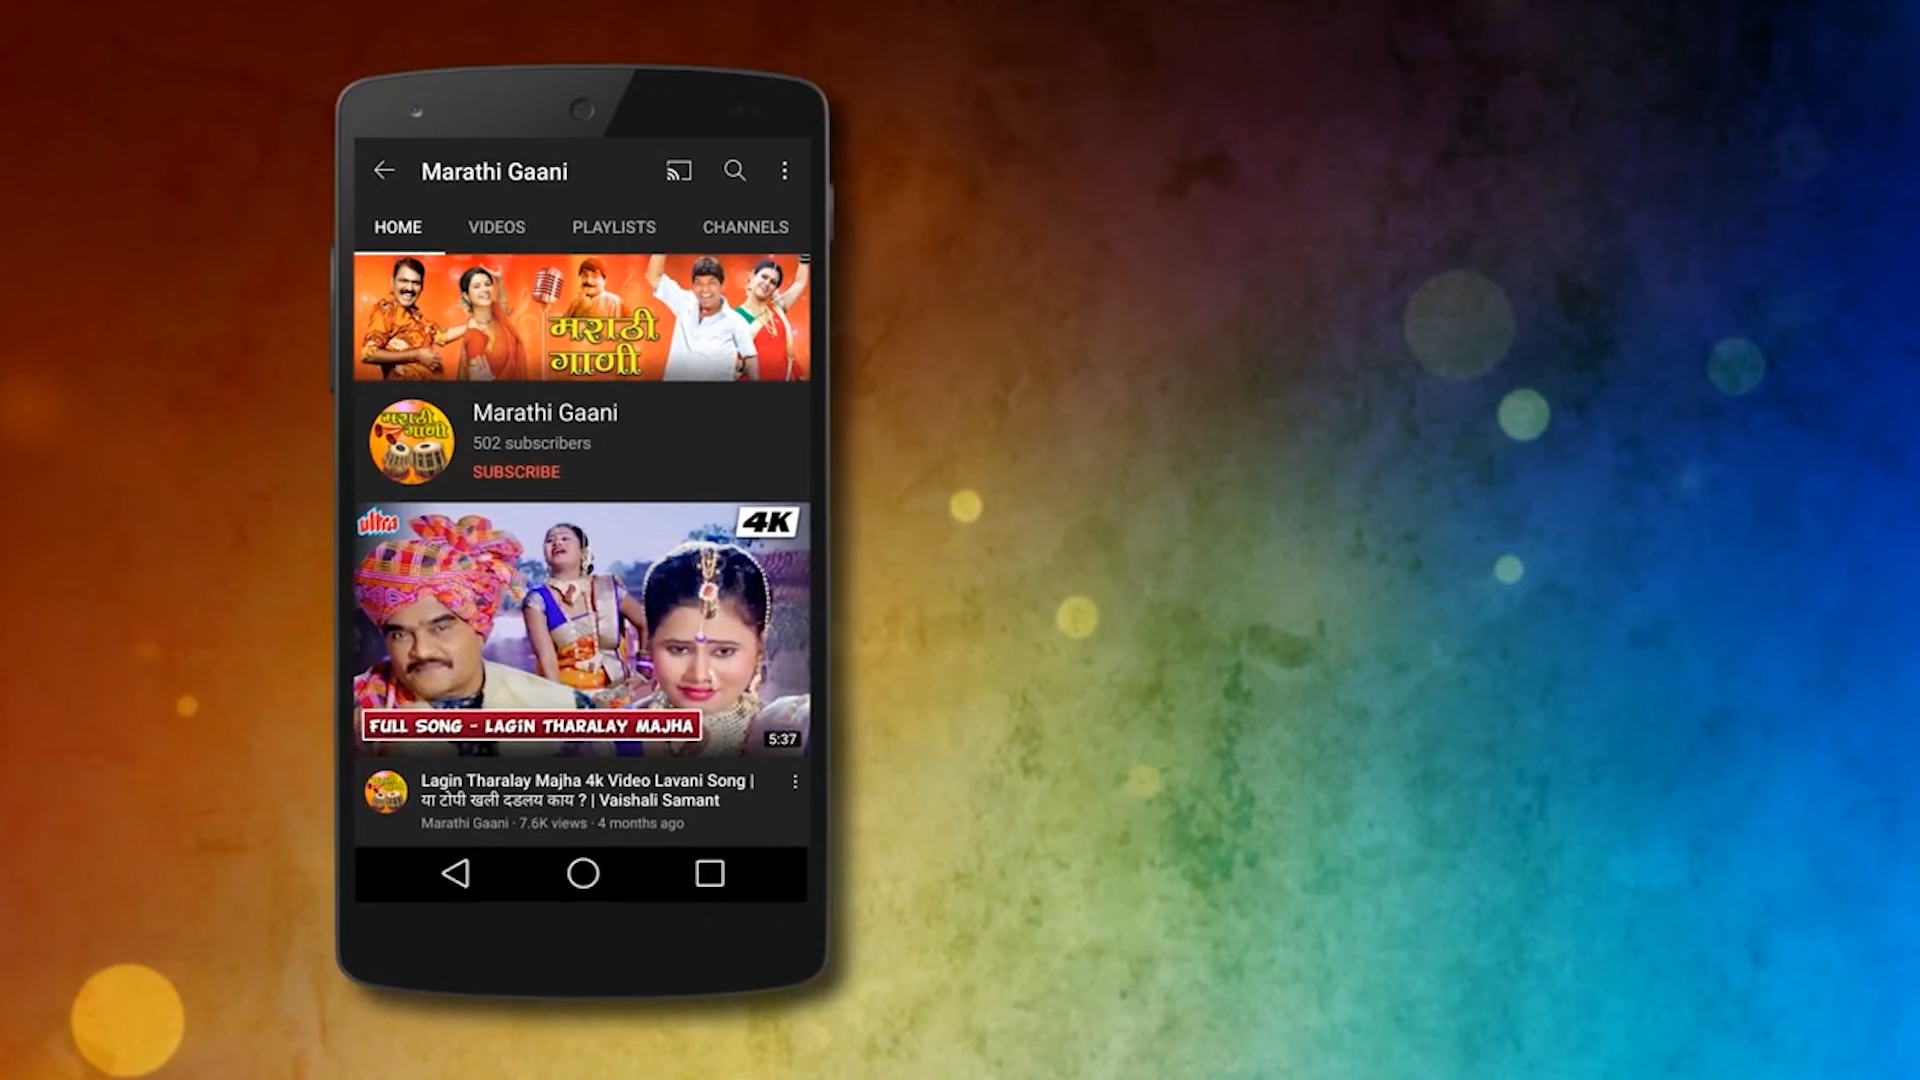 Marathi Gaani
HOME VIDEOS PLAYLISTS CHANNELS
मराठी
गाणी
मराठी
गाणी
Marathi Gaani
502 subscribers
SUBSCRIBE
ultra
4K
FULL SONG - LAGIN THARALAY MAJHA
5:37
Lagin Tharalay Majha 4k Video Lavani Song |
या टोपी खली दडलय काय ? | Vaishali Samant
Marathi Gaani · 7.6K views · 4 months ago